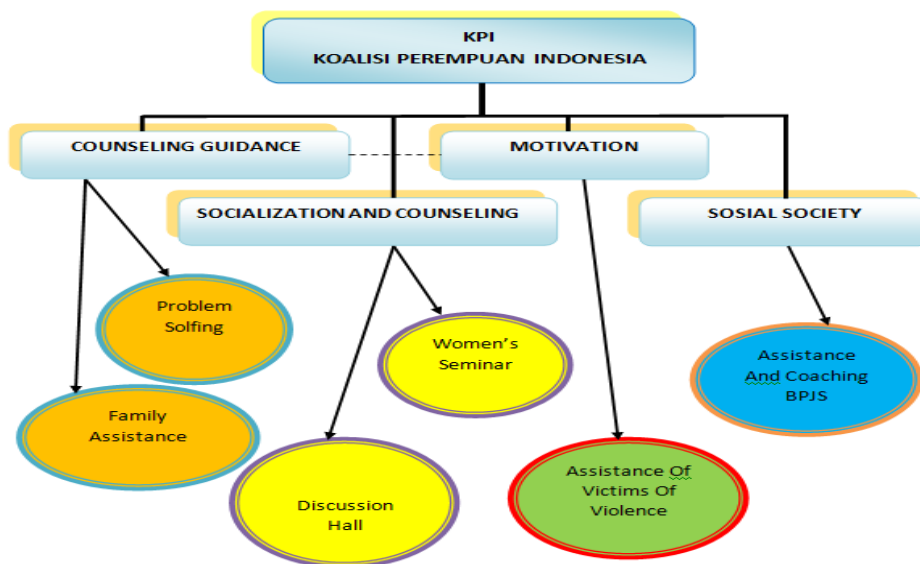 KPI
KOALISI PEREMPUAN INDONESIA
COUNSELING GUIDANCE
MOTIVATION
SOCIALIZATION AND COUNSELING
SOSIAL SOCIETY
Problem
Solfing
Women's
Seminar
Assistance
And Coaching
BPJS
Family
Assistance
Discussion
Hall
Assistance Of
Victims Of
Violence